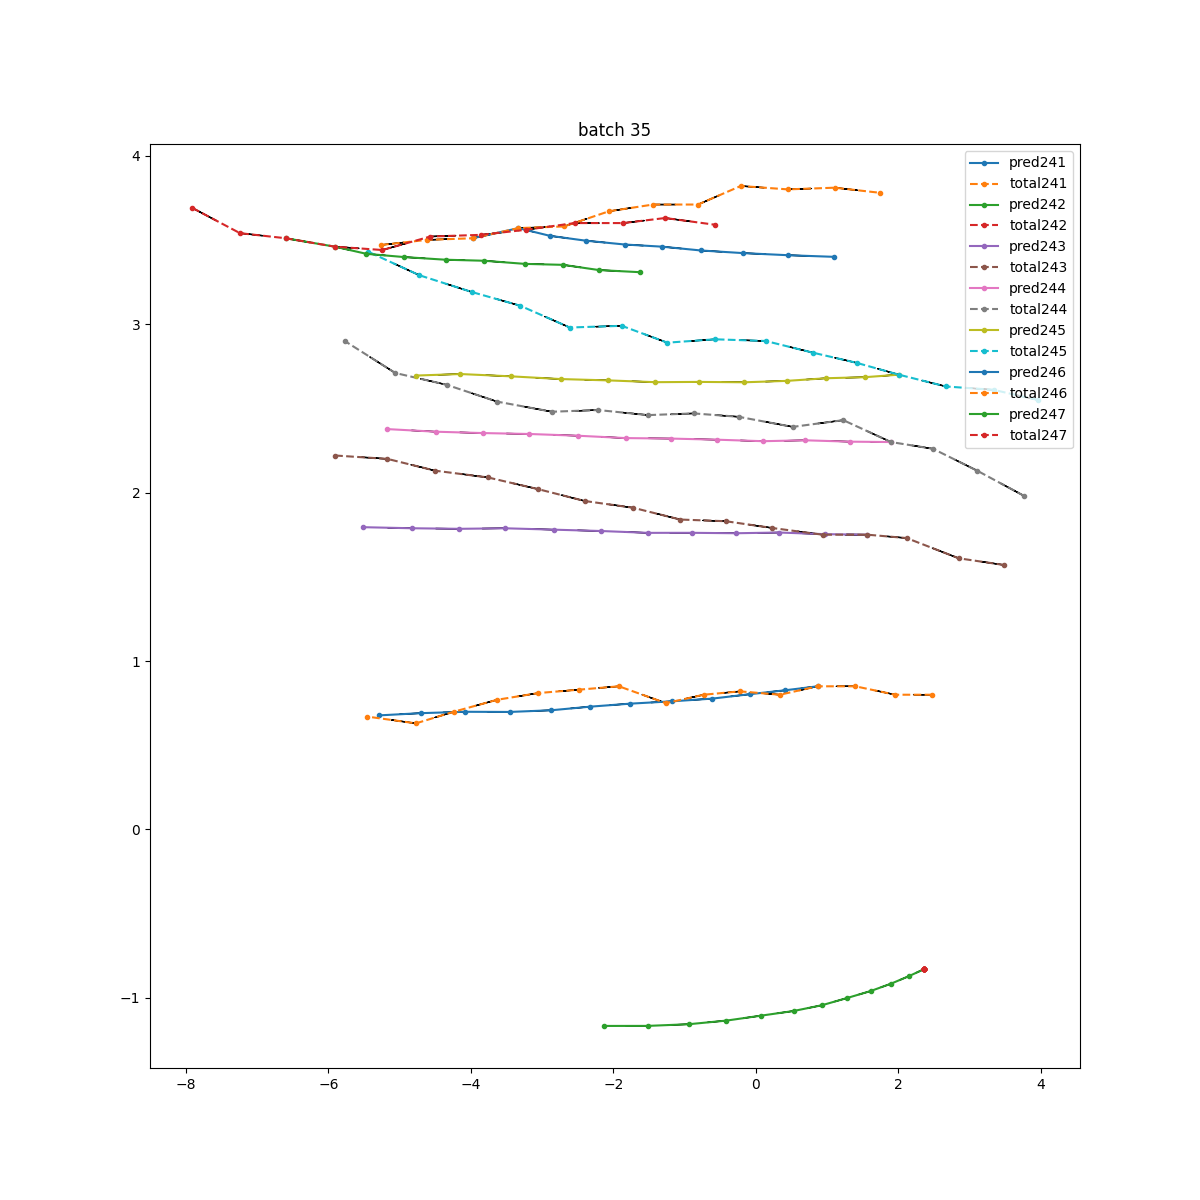 batch 35
4
3
2
1
0
−1
−8
−6
−4
−2
0
2
4
pred241
total241
pred242
total242
pred243
total243
pred244
total244
pred245
total245
pred246
total246
pred247
total247